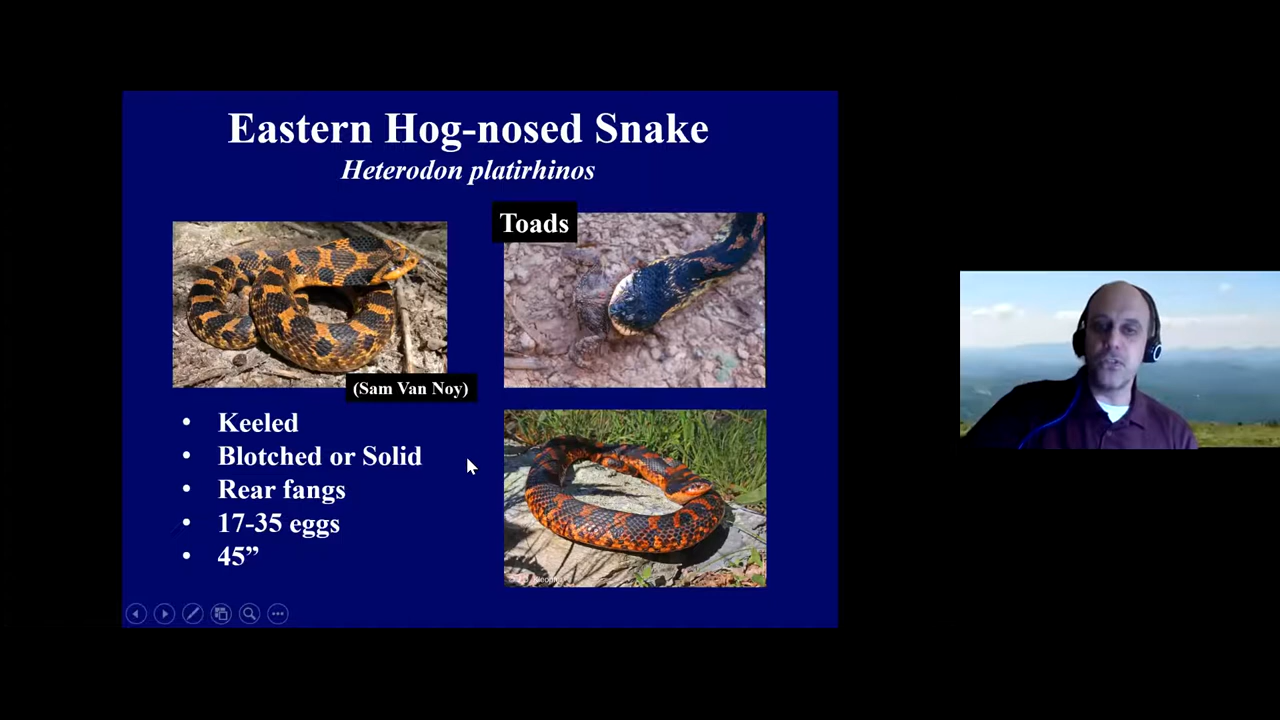 Eastern Hog-nosed Snake
Heterodon platirhinos
Toads
(Sam Van Noy)
• Keeled
• Blotched or Solid
• Rear fangs
• 17-35 eggs
• 45”